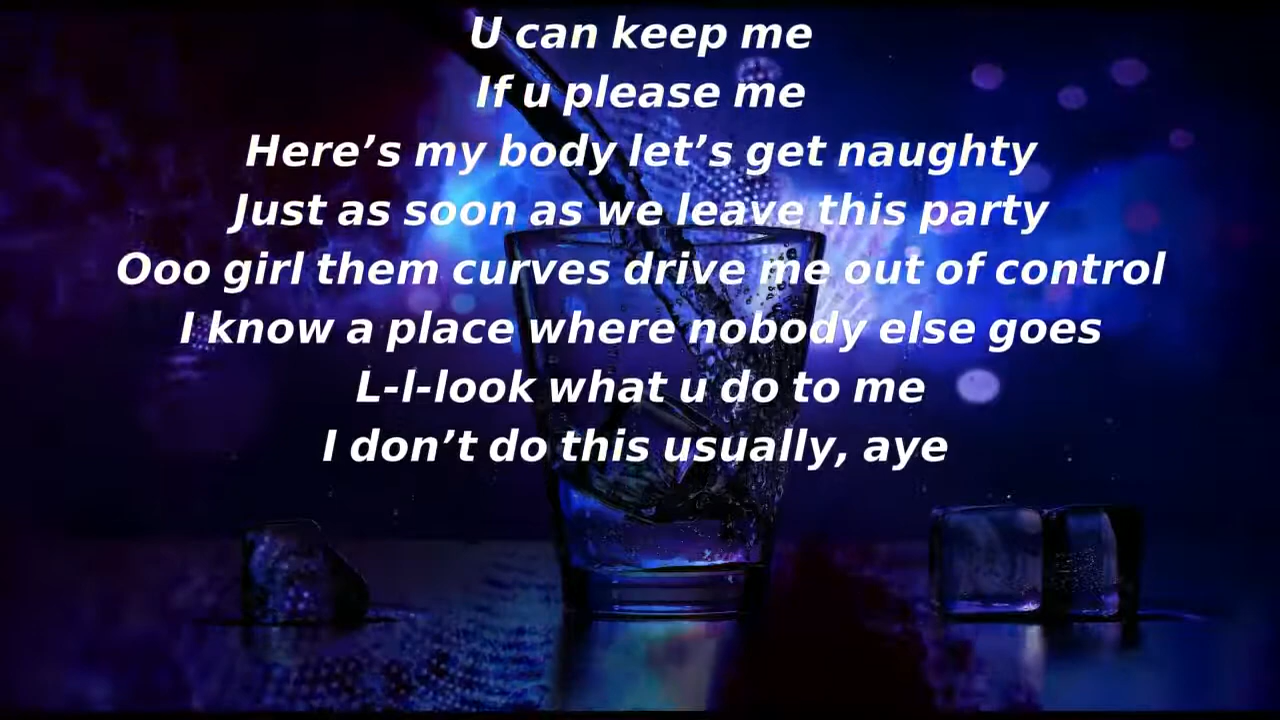 U can keep me
If u please me
Here’s my body let’s get naughty
Just as soon as we leave this party
Ooo girl them curves drive me out of control
I know a place where nobody else goes
L-l-look what u do to me
I don’t do this usually, aye